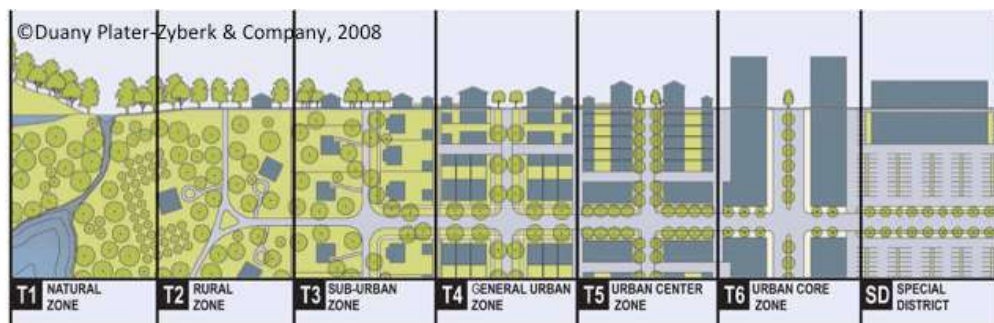 ©Duany Plater-Zyberk & Company, 2008
T1 NATURAL
ZONE
T2 RURAL
ZONE
T3 SUB-URBAN
ZONE
T4 GENERAL URBAN
ZONE
T5 URBAN CENTER
ZONE
T6 URBAN CORE
ZONE
SD SPECIAL
DISTRICT